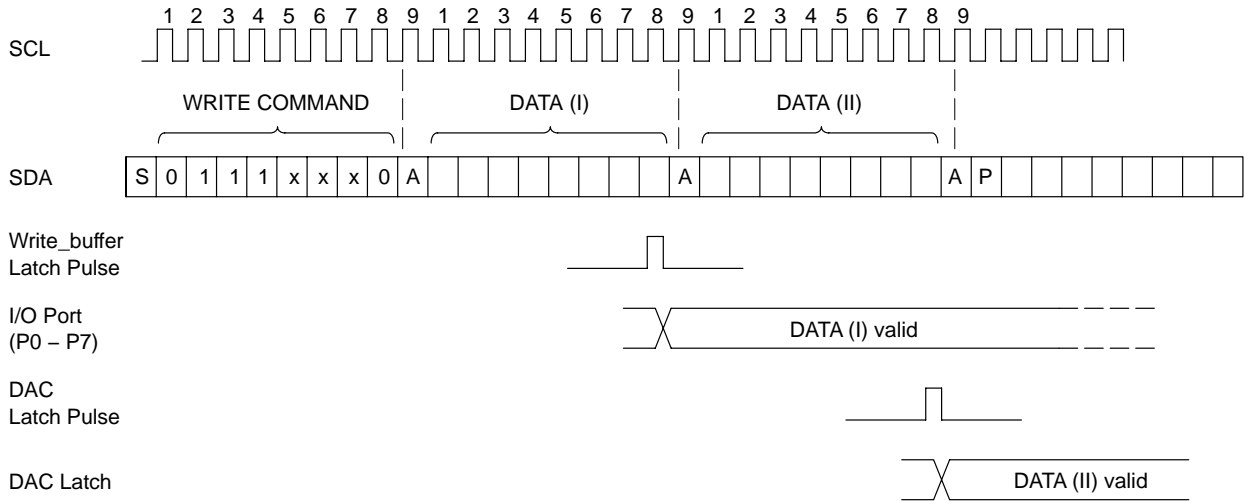 1 2 3 4 5 6 7 8 9 1 2 3 4 5 6 7 8 9 1 2 3 4 5 6 7 8 9
SCL
WRITE COMMAND DATA (I) DATA (II)
SDA S 0 1 1 1 x x x 0 A A A P
Write_buffer
Latch Pulse
I/O Port
(P0 – P7)
DATA (I) valid
DAC
Latch Pulse
DAC Latch DATA (II) valid